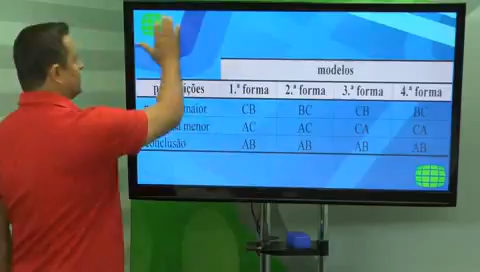 modelos
1.ª forma 2.ª forma 3.ª forma 4.ª forma
maior CB BC CB BC
menor AC AC CA CA
conclusão AB AB AB AB